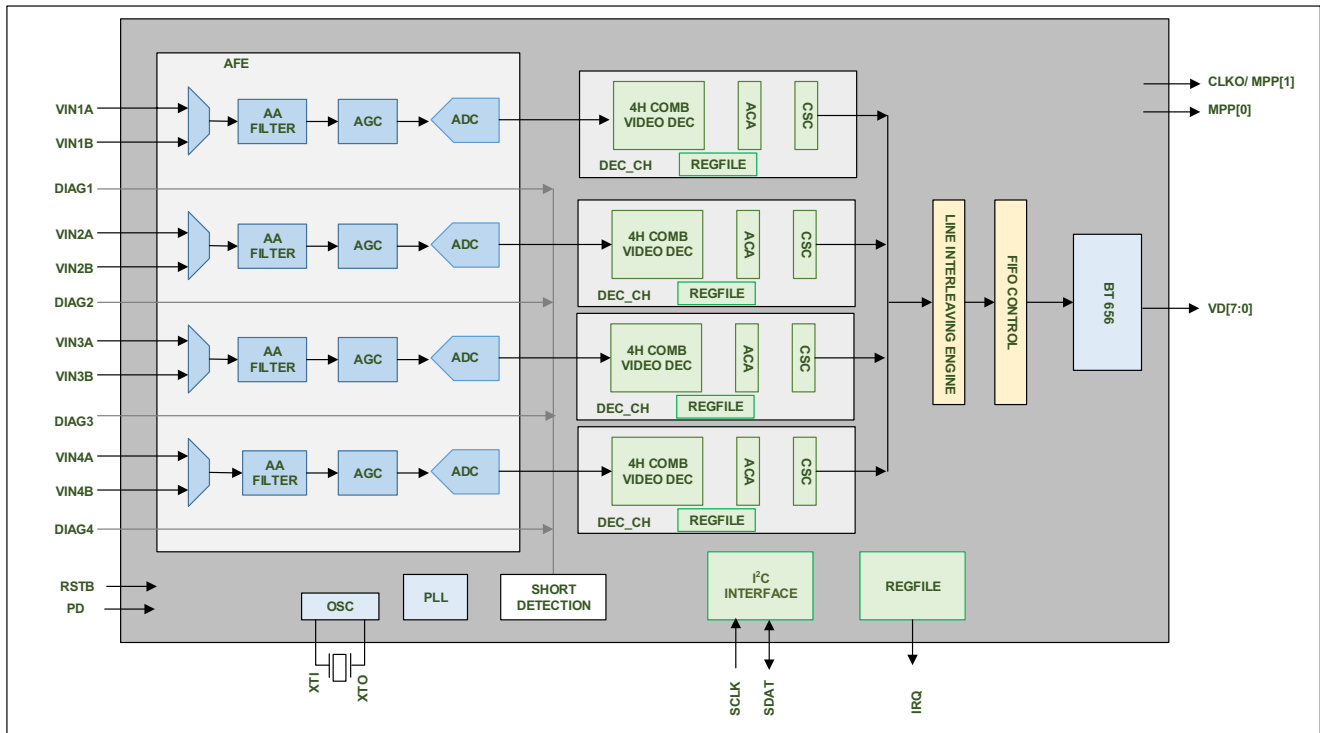 AFE
VIN1A
VIN1B
AA
FILTER
AGC
ADC
4H COMB
VIDEO DEC
ACA
CSC
DEC_CH
REGFILE
CLKO/ MPP[1]
MPP[0]
DIAG1
VIN2A
VIN2B
AA
FILTER
AGC
ADC
4H COMB
VIDEO DEC
ACA
CSC
DEC_CH
REGFILE
DIAG2
LINE INTERLEAVING ENGINE
FIFO CONTROL
BT 656
VD[7:0]
VIN3A
VIN3B
AA
FILTER
AGC
ADC
4H COMB
VIDEO DEC
ACA
CSC
DEC_CH
REGFILE
DIAG3
VIN4A
VIN4B
AA
FILTER
AGC
ADC
4H COMB
VIDEO DEC
ACA
CSC
DEC_CH
REGFILE
DIAG4
RSTB
PD
OSC
PLL
SHORT
DETECTION
I²C
INTERFACE
REGFILE
XTI
XTO
SCLK
SDAT
IRQ